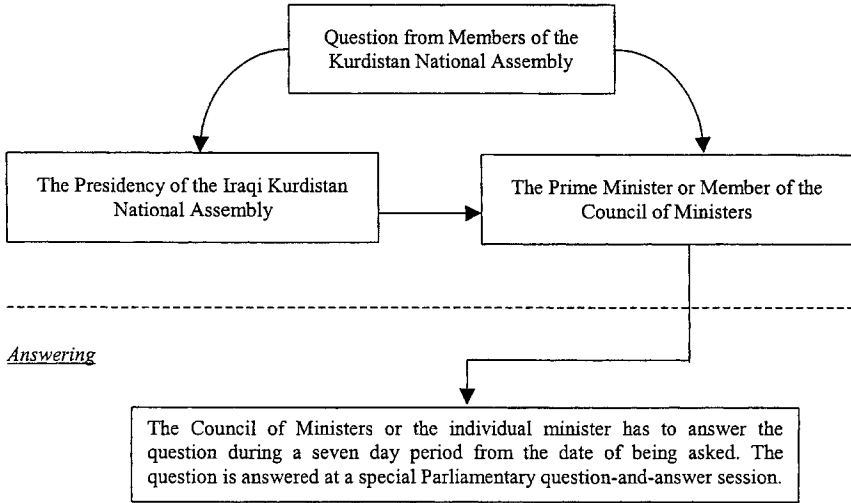 Question from Members of the
Kurdistan National Assembly
The Presidency of the Iraqi Kurdistan
National Assembly
The Prime Minister or Member of the
Council of Ministers
Answering
The Council of Ministers or the individual minister has to answer the
question during a seven day period from the date of being asked. The
question is answered at a special Parliamentary question-and-answer session.